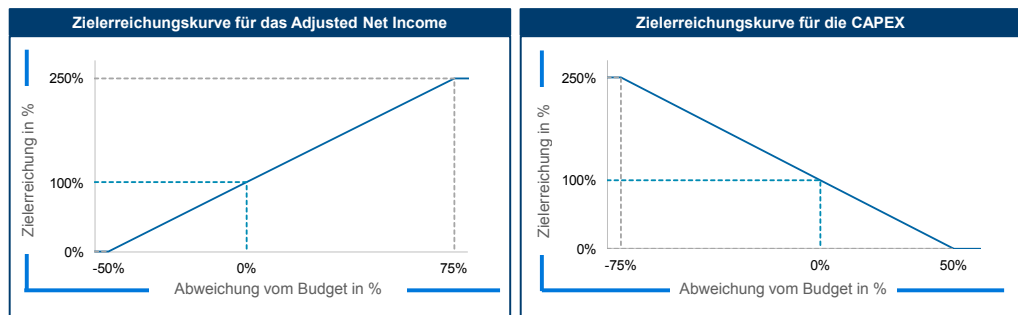 Zielerreichungskurve für das Adjusted Net Income
Zielerreichung in %
250%
100%
0%
-50%
0%
75%
Abweichung vom Budget in %
Zielerreichungskurve für die CAPEX
Zielerreichung in %
250%
100%
0%
-75%
0%
50%
Abweichung vom Budget in %